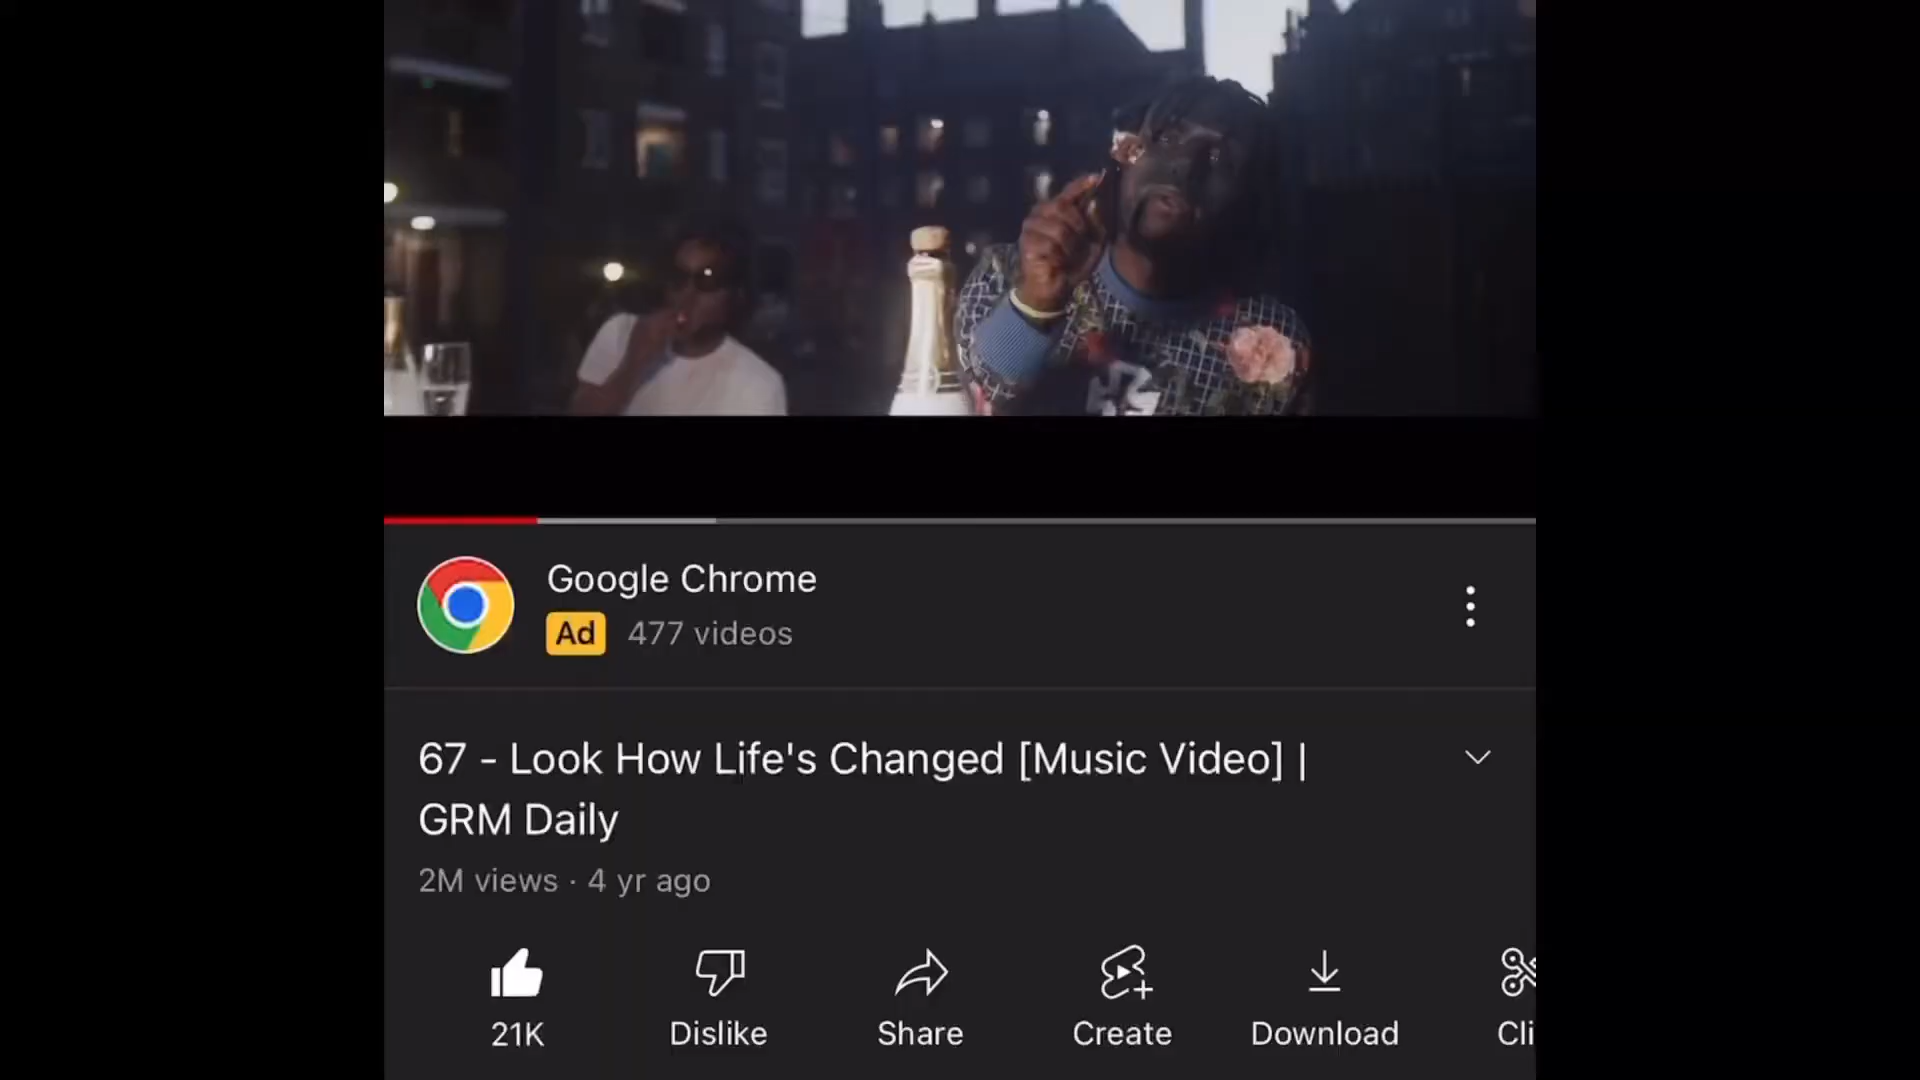 Google Chrome
Ad 477 videos
67 - Look How Life's Changed [Music Video] |
GRM Daily
2M views · 4 yr ago
21K Dislike Share Create Download Cli